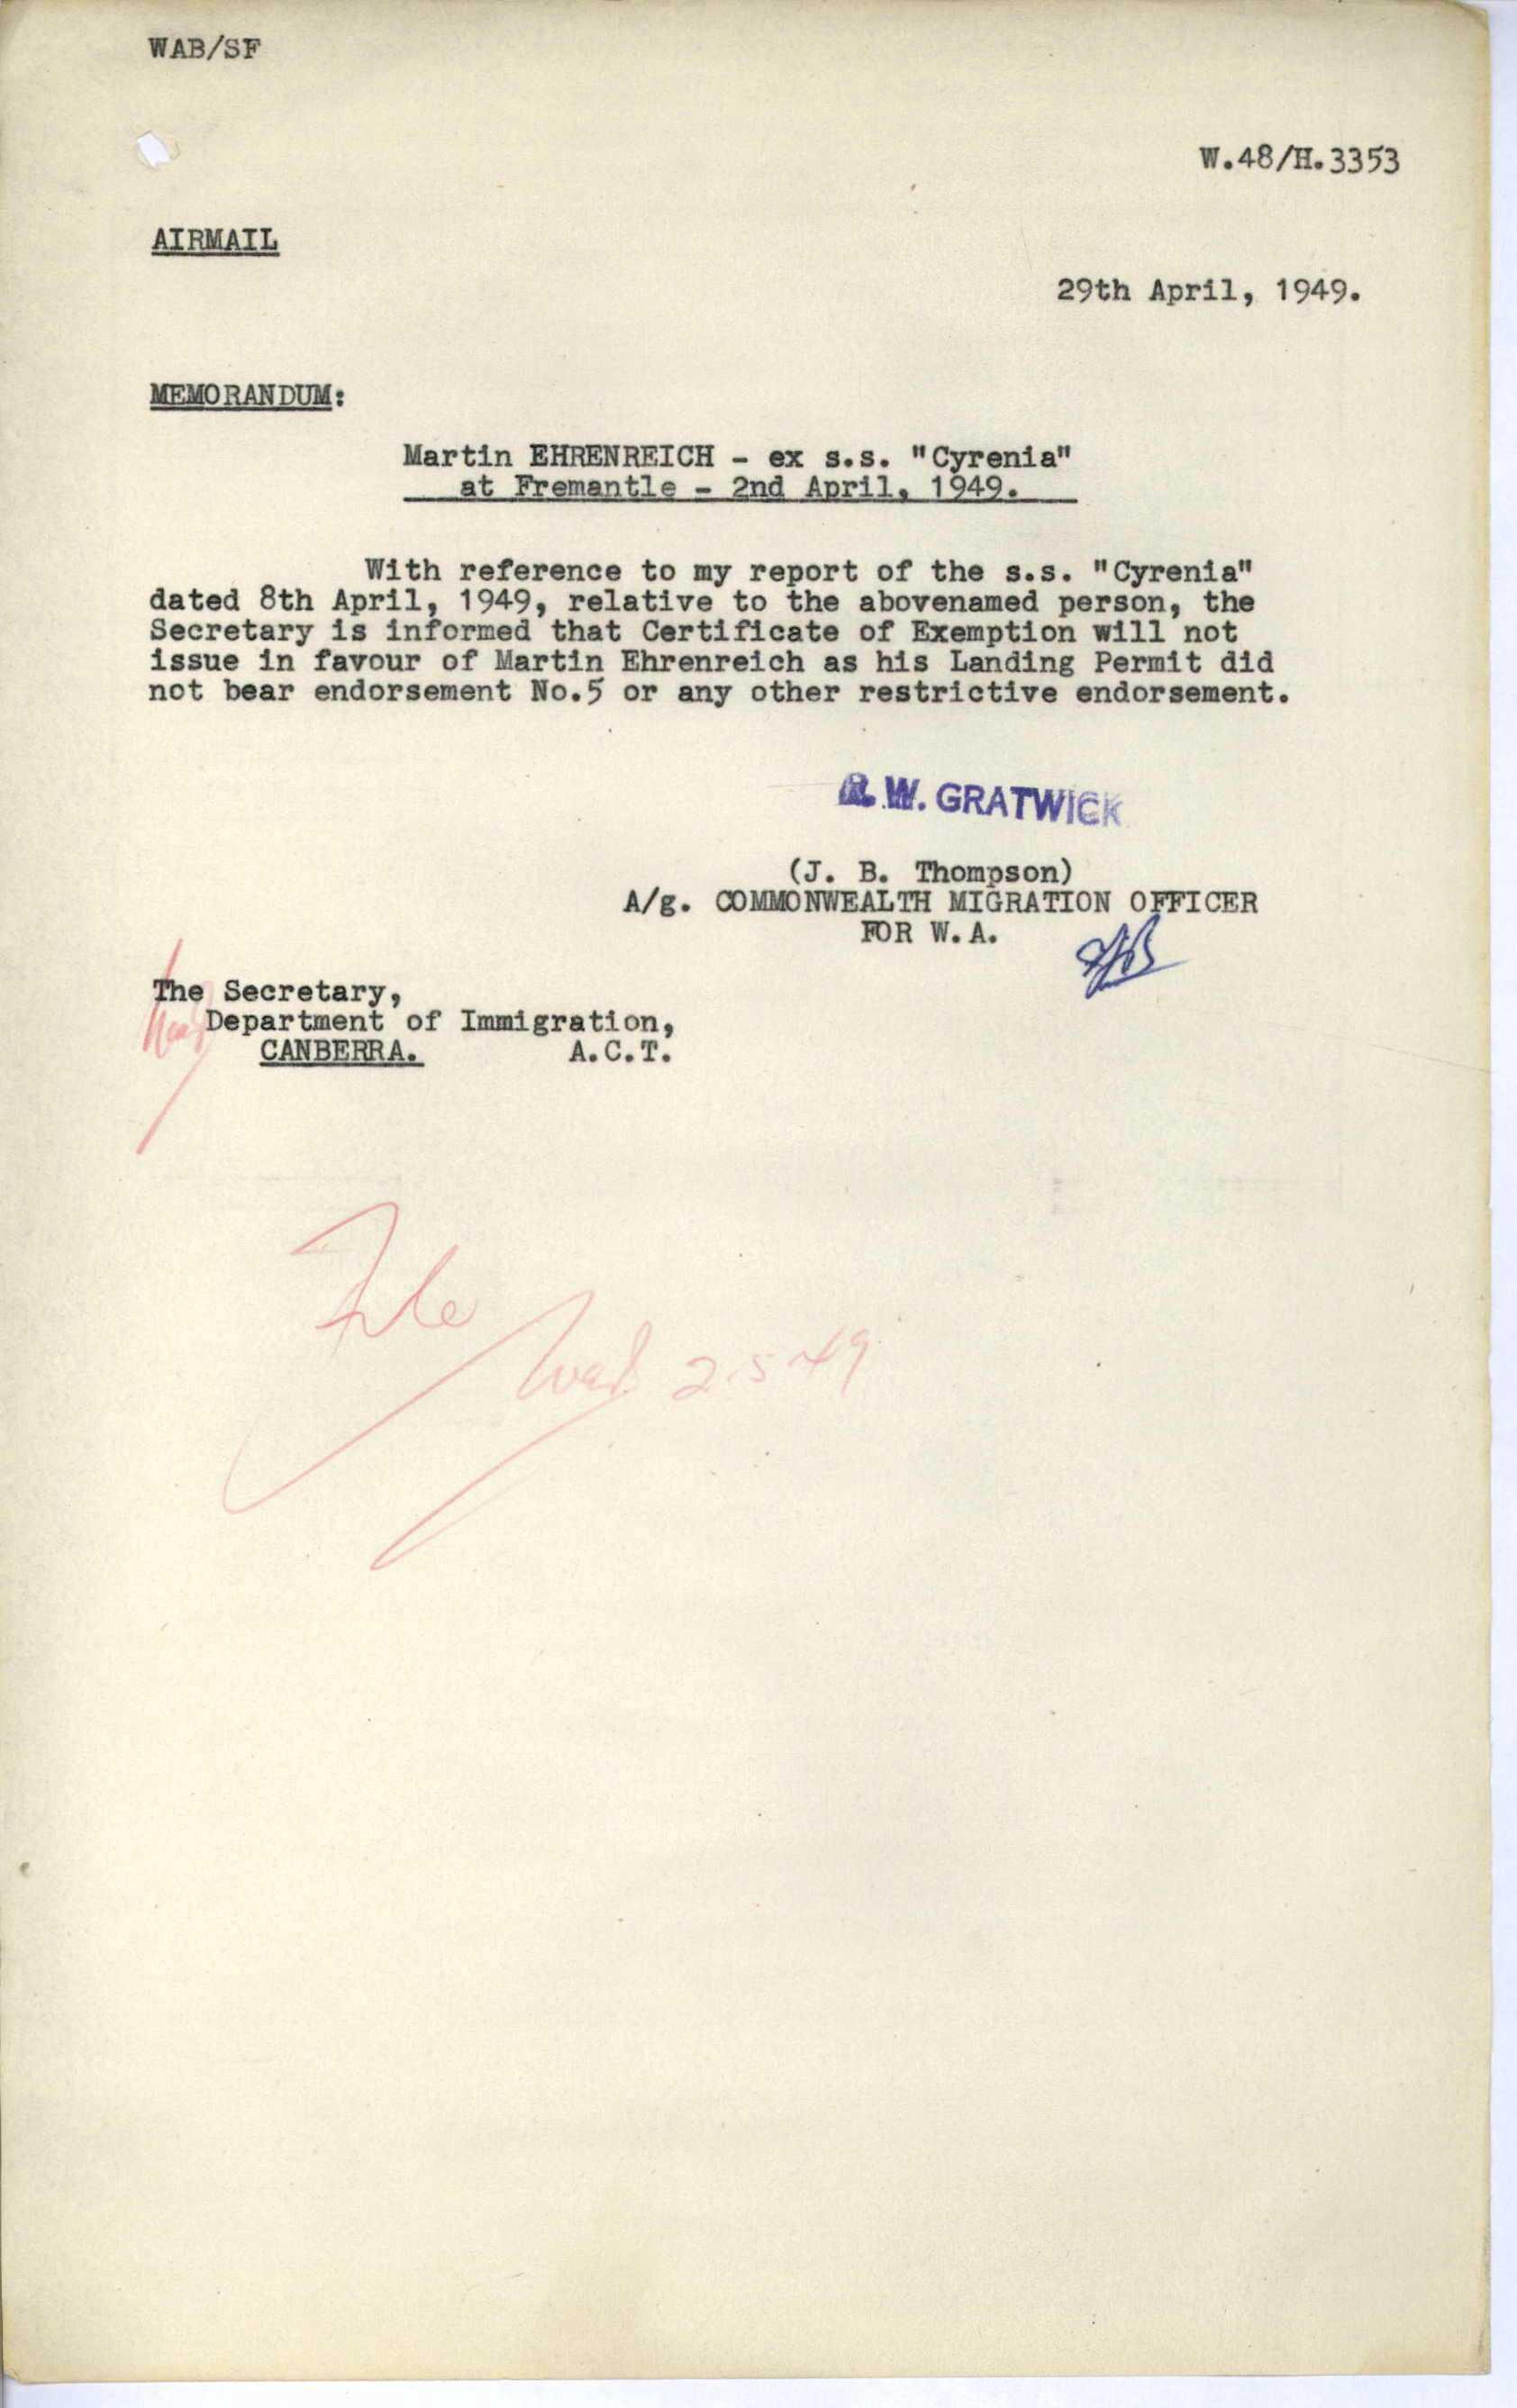 WAB/SF
W.48/H.3353
AIRMAIL
29th April, 1949.
MEMORANDUM:
Martin EHRENREICH - ex s.s. "Cyrenia"
at Fremantle - 2nd April, 1949.
With reference to my report of the s.s. "Cyrenia"
dated 8th April, 1949, relative to the abovenamed person, the
Secretary is informed that Certificate of Exemption will not
issue in favour of Martin Ehrenreich as his Landing Permit did
not bear endorsement No.5 or any other restrictive endorsement.
R. W. GRATWICK
(J. B. Thompson)
A/g. COMMONWEALTH MIGRATION OFFICER
FOR W.A.
The Secretary,
Department of Immigration,
CANBERRA. A.C.T.
File
2.5.49